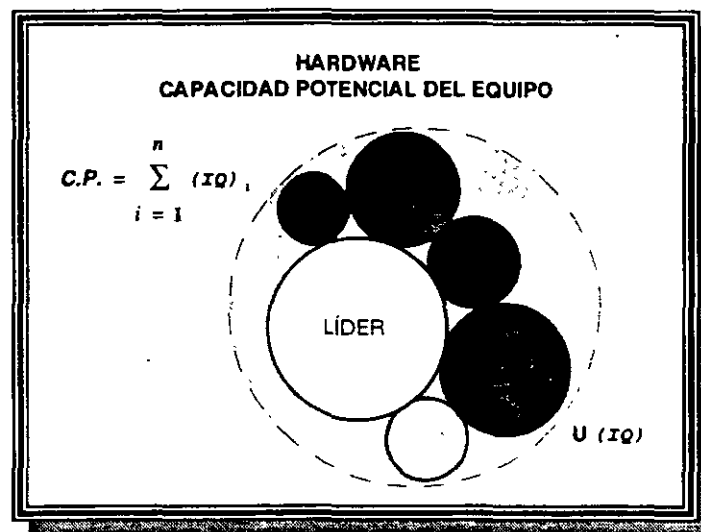 HARDWARE
CAPACIDAD POTENCIAL DEL EQUIPO
n
C.P. = ∑ (IQ) i
i = 1
LÍDER
U (IQ)